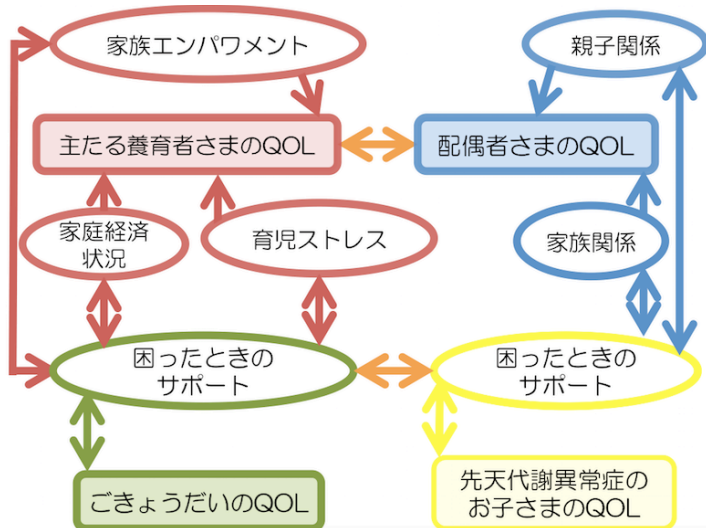 家族エンパワメント
親子関係
主たる養育者さまのQOL
配偶者さまのQOL
家庭経済
状況
育児ストレス
家族関係
困ったときの
サポート
困ったときの
サポート
ごきょうだいのQOL
先天代謝異常症の
お子さまのQOL